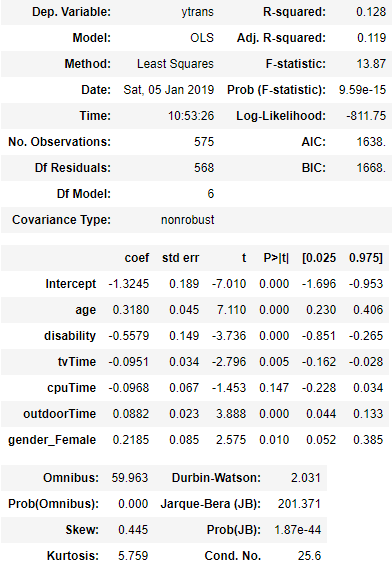 Dep. Variable: ytrans R-squared: 0.128
Model: OLS Adj. R-squared: 0.119
Method: Least Squares F-statistic: 13.87
Date: Sat, 05 Jan 2019 Prob (F-statistic): 9.59e-15
Time: 10:53:26 Log-Likelihood: -811.75
No. Observations: 575 AIC: 1638.
Df Residuals: 568 BIC: 1668.
Df Model: 6
Covariance Type: nonrobust
coef std err t P>|t| [0.025 0.975]
Intercept -1.3245 0.189 -7.010 0.000 -1.696 -0.953
age 0.3180 0.045 7.110 0.000 0.230 0.406
disability -0.5579 0.149 -3.736 0.000 -0.851 -0.265
tvTime -0.0951 0.034 -2.796 0.005 -0.162 -0.028
cpuTime -0.0968 0.067 -1.453 0.147 -0.228 0.034
outdoorTime 0.0882 0.023 3.888 0.000 0.044 0.133
gender_Female 0.2185 0.085 2.575 0.010 0.052 0.385
Omnibus: 59.963 Durbin-Watson: 2.031
Prob(Omnibus): 0.000 Jarque-Bera (JB): 201.371
Skew: 0.445 Prob(JB): 1.87e-44
Kurtosis: 5.759 Cond. No. 25.6